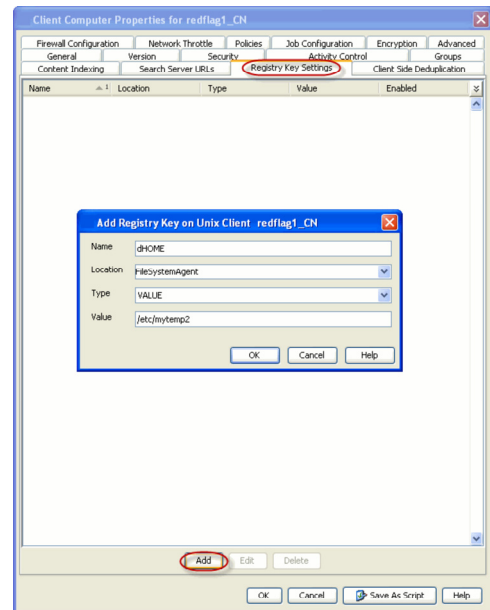 Client Computer Properties for redflag1_CN
Firewall Configuration Network Throttle Policies Job Configuration Encryption Advanced
General Version Security Activity Control Groups
Content Indexing Search Server URLs Registry Key Settings Client Side Deduplication
Name 1 Location Type Value Enabled
Add Registry Key on Unix Client redflag1_CN
Name dHOME
Location FileSystemAgent
Type VALUE
Value /etc/mytemp2
OK Cancel Help
Add Edit Delete
OK Cancel Save As Script Help